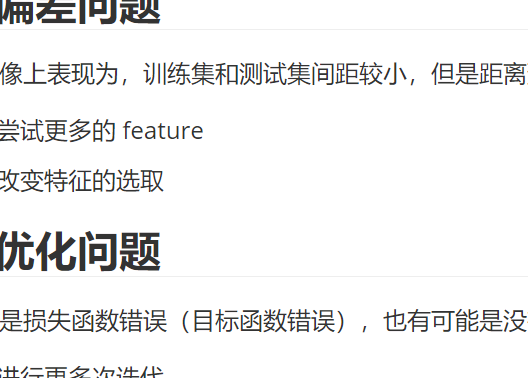 偏差问题
像上表现为，训练集和测试集间距较小，但是距离
尝试更多的 feature
改变特征的选取
优化问题
是损失函数错误（目标函数错误），也有可能是没
进行更多次迭代